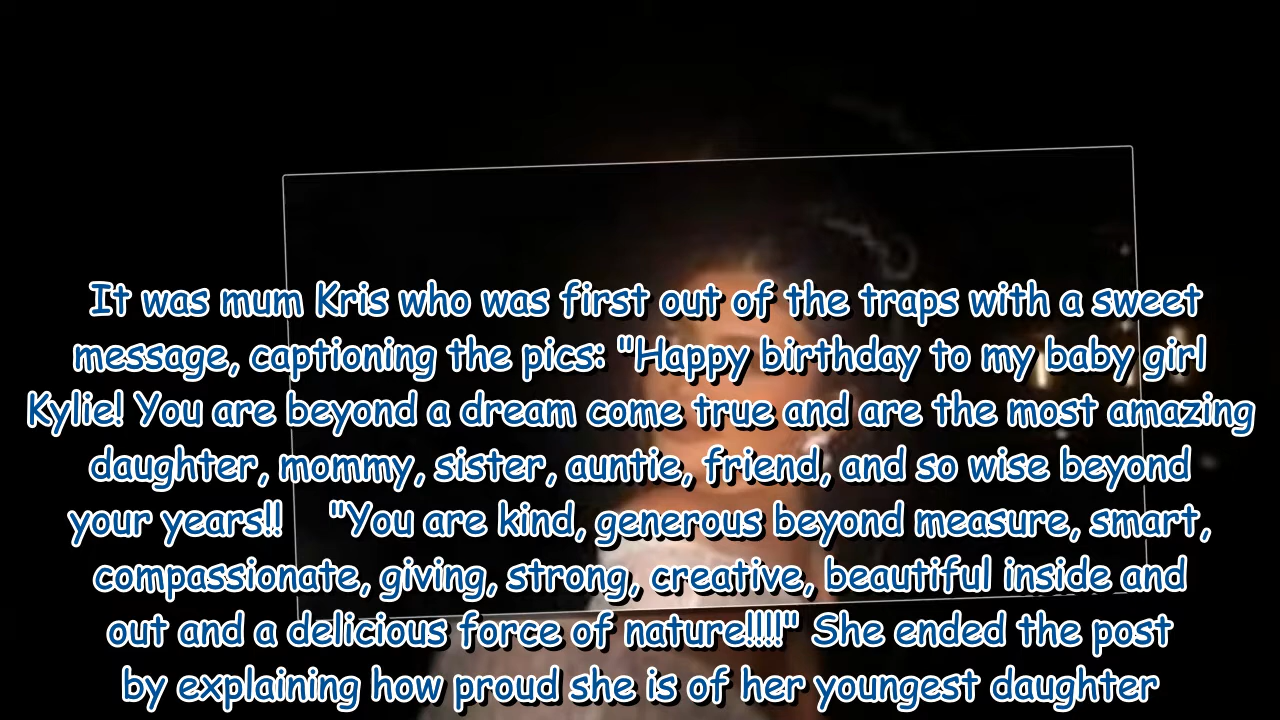 It was mum Kris who was first out of the traps with a sweet
message, captioning the pics: "Happy birthday to my baby girl
Kylie! You are beyond a dream come true and are the most amazing
daughter, mommy, sister, auntie, friend, and so wise beyond
your years!! "You are kind, generous beyond measure, smart,
compassionate, giving, strong, creative, beautiful inside and
out and a delicious force of nature!!!!" She ended the post
by explaining how proud she is of her youngest daughter